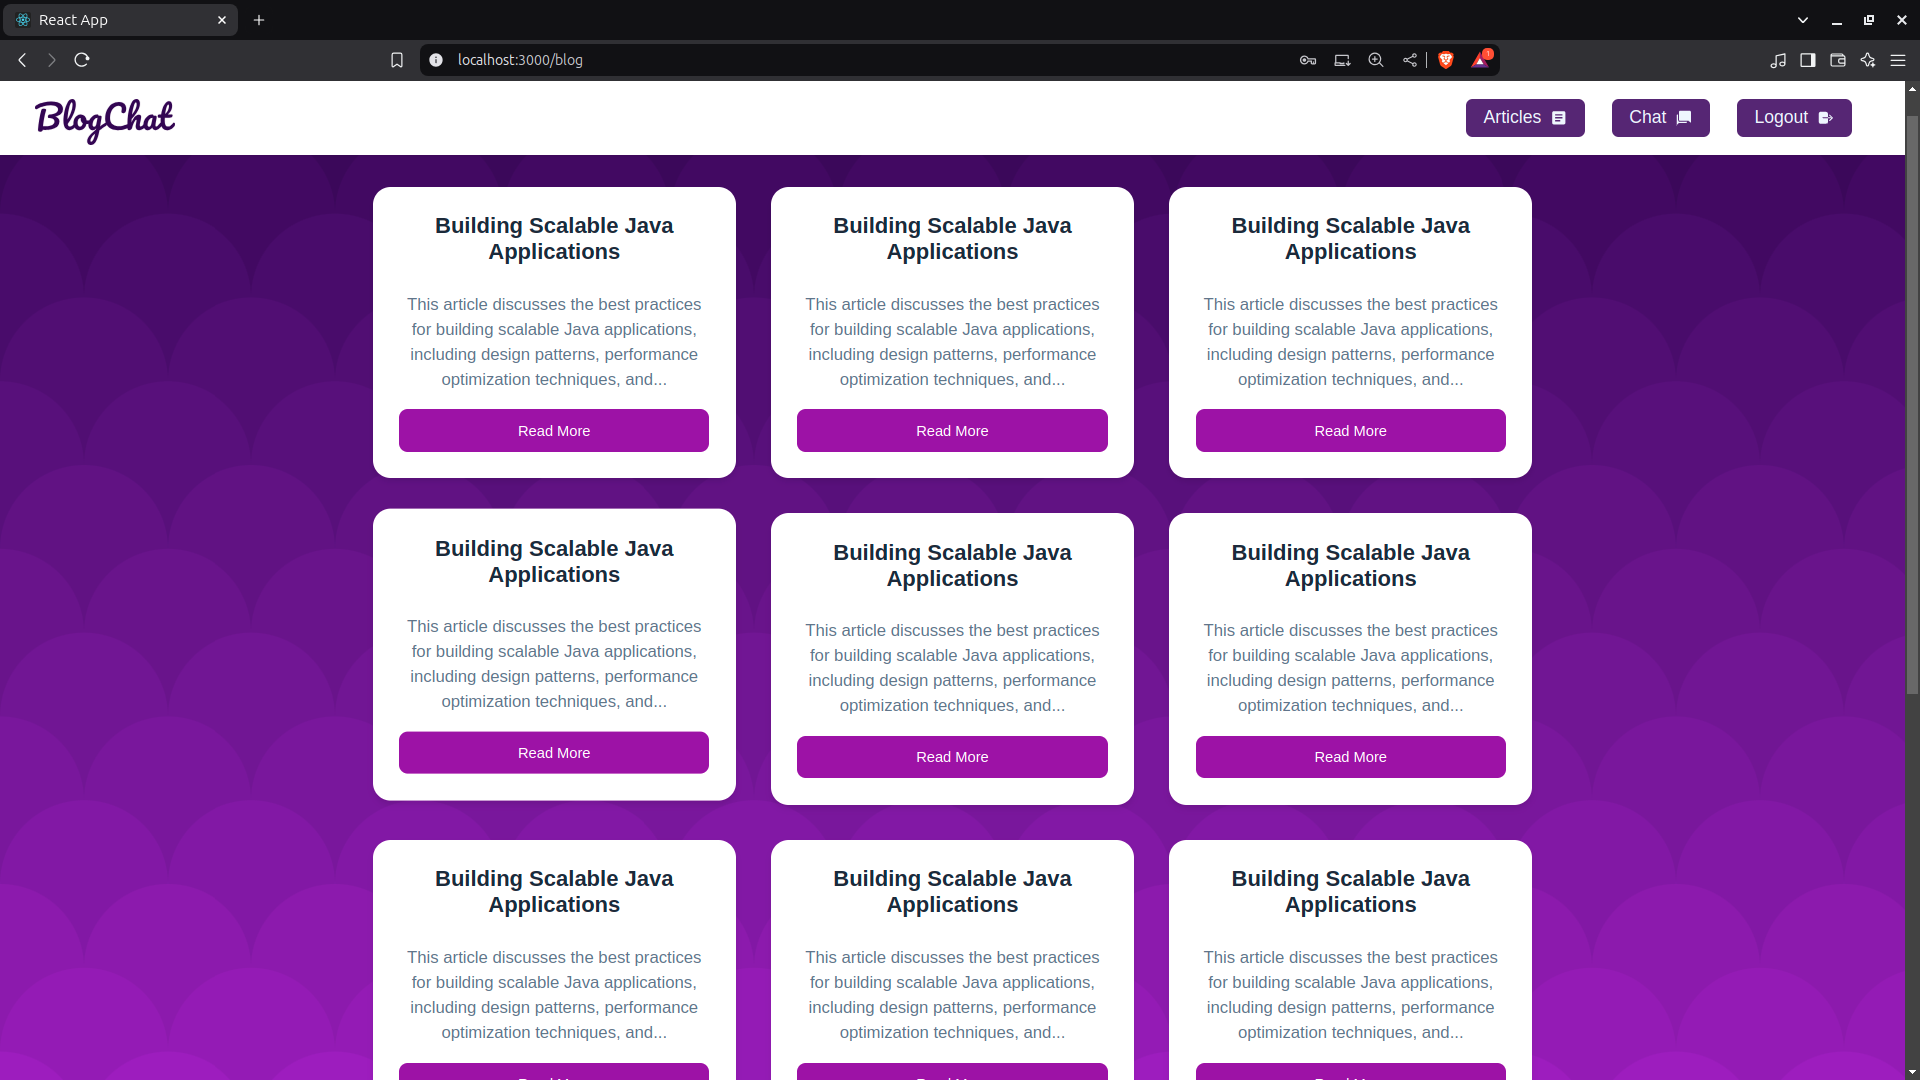 React App
localhost:3000/blog
1
BlogChat
Articles
Chat
Logout
Building Scalable Java
Applications
This article discusses the best practices
for building scalable Java applications,
including design patterns, performance
optimization techniques, and...
Read More
Building Scalable Java
Applications
This article discusses the best practices
for building scalable Java applications,
including design patterns, performance
optimization techniques, and...
Read More
Building Scalable Java
Applications
This article discusses the best practices
for building scalable Java applications,
including design patterns, performance
optimization techniques, and...
Read More
Building Scalable Java
Applications
This article discusses the best practices
for building scalable Java applications,
including design patterns, performance
optimization techniques, and...
Read More
Building Scalable Java
Applications
This article discusses the best practices
for building scalable Java applications,
including design patterns, performance
optimization techniques, and...
Read More
Building Scalable Java
Applications
This article discusses the best practices
for building scalable Java applications,
including design patterns, performance
optimization techniques, and...
Read More
Building Scalable Java
Applications
This article discusses the best practices
for building scalable Java applications,
including design patterns, performance
optimization techniques, and...
Building Scalable Java
Applications
This article discusses the best practices
for building scalable Java applications,
including design patterns, performance
optimization techniques, and...
Building Scalable Java
Applications
This article discusses the best practices
for building scalable Java applications,
including design patterns, performance
optimization techniques, and...